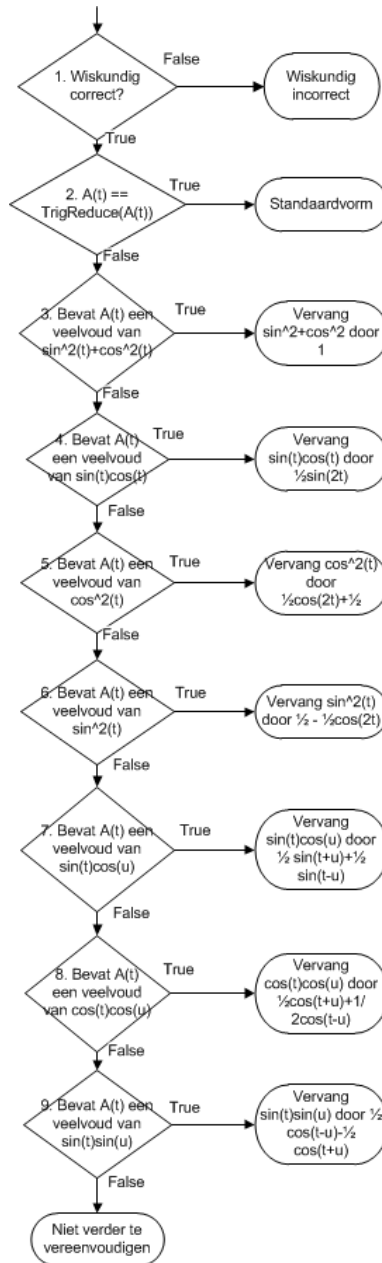 1. Wiskundig
correct?
False
Wiskundig
incorrect
True
2. A(t) ==
TrigReduce(A(t))
True
Standaardvorm
False
3. Bevat A(t) een
veelvoud van
sin^2(t)+cos^2(t)
True
Vervang
sin^2+cos^2 door
1
False
4. Bevat A(t)
een veelvoud
van sin(t)cos(t)
True
Vervang
sin(t)cos(t) door
½sin(2t)
False
5. Bevat A(t) een
veelvoud van
cos^2(t)
True
Vervang cos^2(t)
door
½cos(2t)+½
False
6. Bevat A(t) een
veelvoud van
sin^2(t)
True
Vervang sin^2(t)
door ½ - ½cos(2t)
False
7. Bevat A(t) een
veelvoud van
sin(t)cos(u)
True
Vervang
sin(t)cos(u) door
½ sin(t+u)+½
sin(t-u)
False
8. Bevat A(t)
een veelvoud
van cos(t)cos(u)
True
Vervang
cos(t)cos(u) door
½cos(t+u)+1/
2cos(t-u)
False
9. Bevat A(t) een
veelvoud van
sin(t)sin(u)
True
Vervang
sin(t)sin(u) door ½
cos(t-u)-½
cos(t+u)
False
Niet verder te
vereenvoudigen